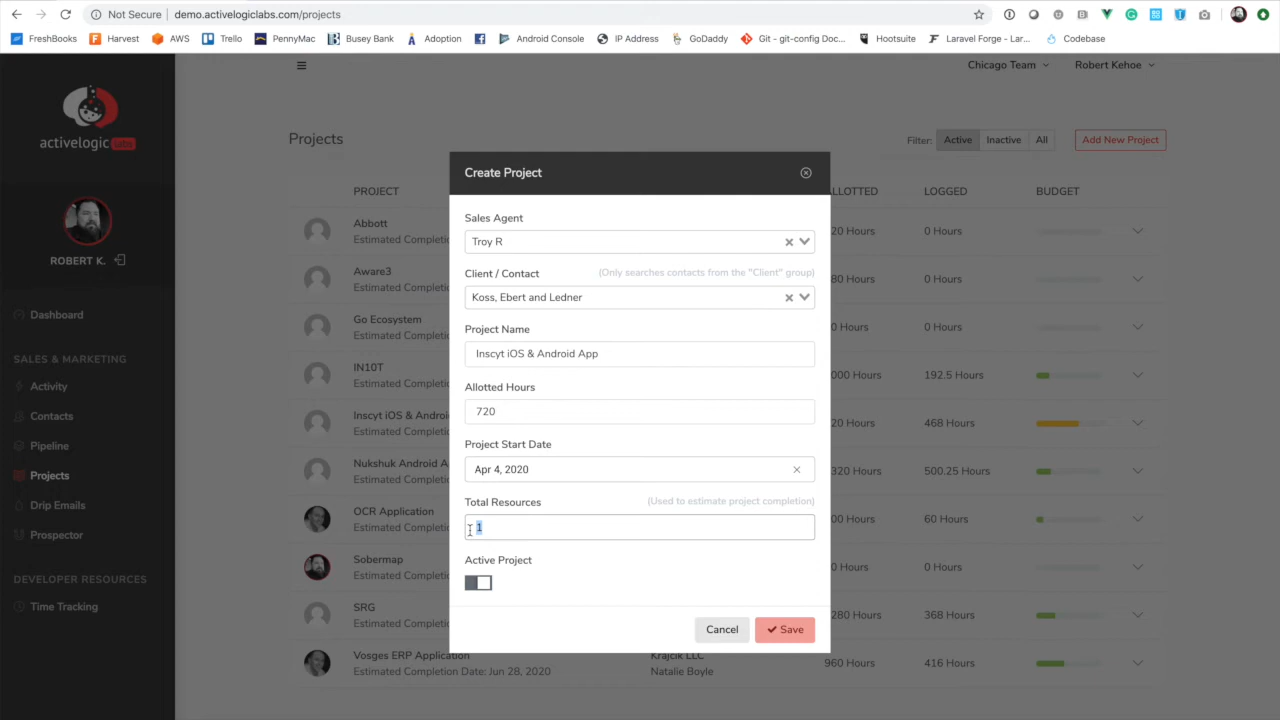 Not Secure demo.activelogiclabs.com/projects
FreshBooks Harvest AWS Trello PennyMac Busey Bank Adoption Android Console IP Address GoDaddy Git - git-config Doc... Hootsuite Laravel Forge - Lar... Codebase
Chicago Team Robert Kehoe
activelogic Labs
ROBERT K.
Dashboard
SALES & MARKETING
Activity
Contacts
Pipeline
Projects
Drip Emails
Prospector
DEVELOPER RESOURCES
Time Tracking
Projects
Filter: Active Inactive All Add New Project
PROJECT LLOTTED LOGGED BUDGET
Abbott
Estimated Completi 20 Hours 0 Hours
Aware3
Estimated Completi 80 Hours 0 Hours
Go Ecosystem
Estimated Completi 0 Hours 0 Hours
IN10T
Estimated Completi 000 Hours 192.5 Hours
Inscyt iOS & Androi
Estimated Completi 20 Hours 468 Hours
Nukshuk Android A
Estimated Completi 320 Hours 500.25 Hours
OCR Application
Estimated Completi 00 Hours 60 Hours
Sobermap
Estimated Completi 0 Hours 0 Hours
SRG
Estimated Completi 280 Hours 368 Hours
Vosges ERP Application Krajcik LLC
Estimated Completion Date: Jun 28, 2020 Natalie Boyle 960 Hours 416 Hours
Create Project
Sales Agent
Troy R
Client / Contact (Only searches contacts from the "Client" group)
Koss, Ebert and Ledner
Project Name
Inscyt iOS & Android App
Allotted Hours
720
Project Start Date
Apr 4, 2020
Total Resources (Used to estimate project completion)
1
Active Project
Cancel Save